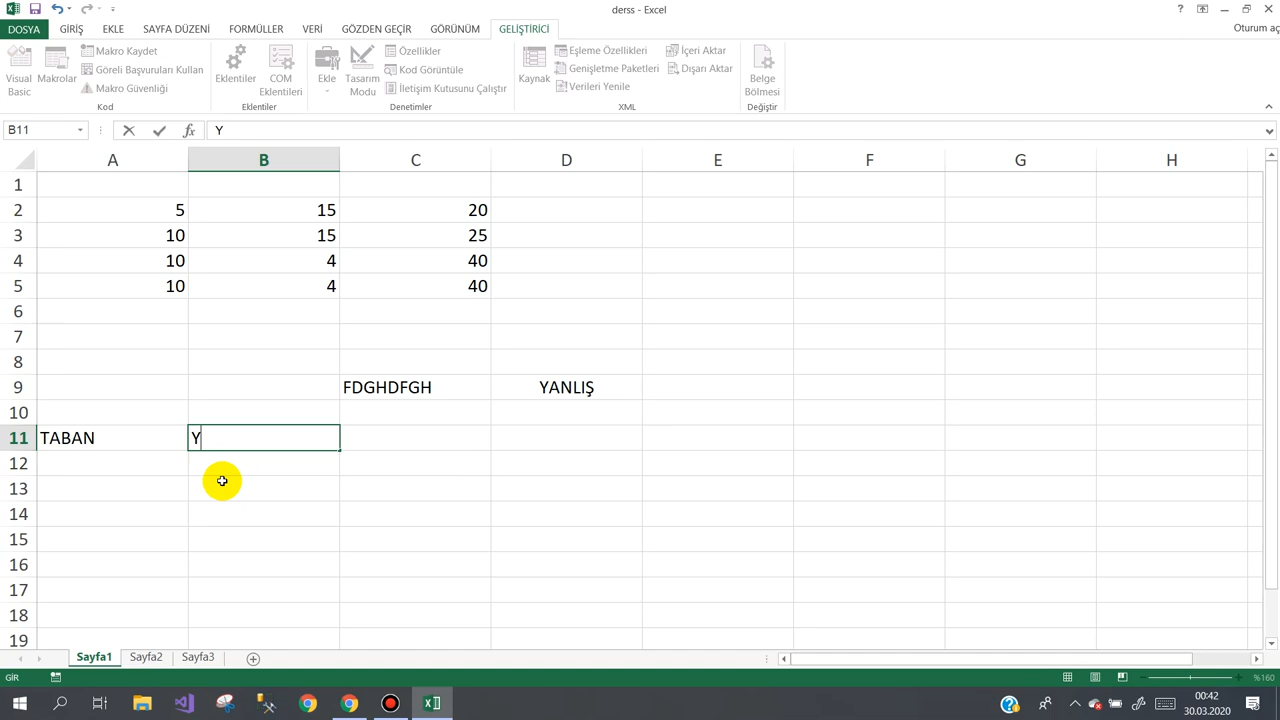 derss - Excel
DOSYA GİRİŞ EKLE SAYFA DÜZENİ FORMÜLLER VERİ GÖZDEN GEÇİR GÖRÜNÜM GELİŞTİRİCİ Oturum aç
Visual Basic
Makrolar
Makro Kaydet
Göreli Başvuruları Kullan
Makro Güvenliği
Kod
Eklentiler
COM Eklentileri
Eklentiler
Ekle
Tasarım Modu
Özellikler
Kod Görüntüle
İletişim Kutusunu Çalıştır
Denetimler
Kaynak
Eşleme Özellikleri
Genişletme Paketleri
Verileri Yenile
İçeri Aktar
Dışarı Aktar
XML
Belge Bölmesi
Değiştir
B11 fx Y
A B C D E F G H
1
2 5 15 20
3 10 15 25
4 10 4 40
5 10 4 40
6
7
8
9 FDGHDFGH YANLIŞ
10
11 TABAN Y
12
13
14
15
16
17
18
19
Sayfa1 Sayfa2 Sayfa3
GİR %160
00:42
30.03.2020